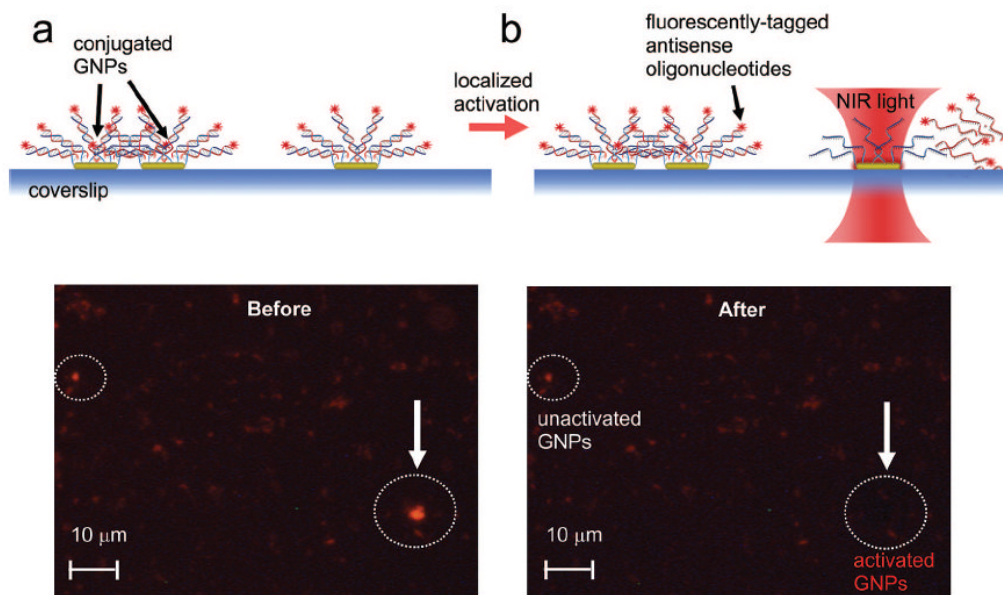 a
conjugated
GNPs
coverslip
localized
activation
b
fluorescently-tagged
antisense
oligonucleotides
NIR light
Before
10 μm
After
unactivated
GNPs
10 μm
activated
GNPs